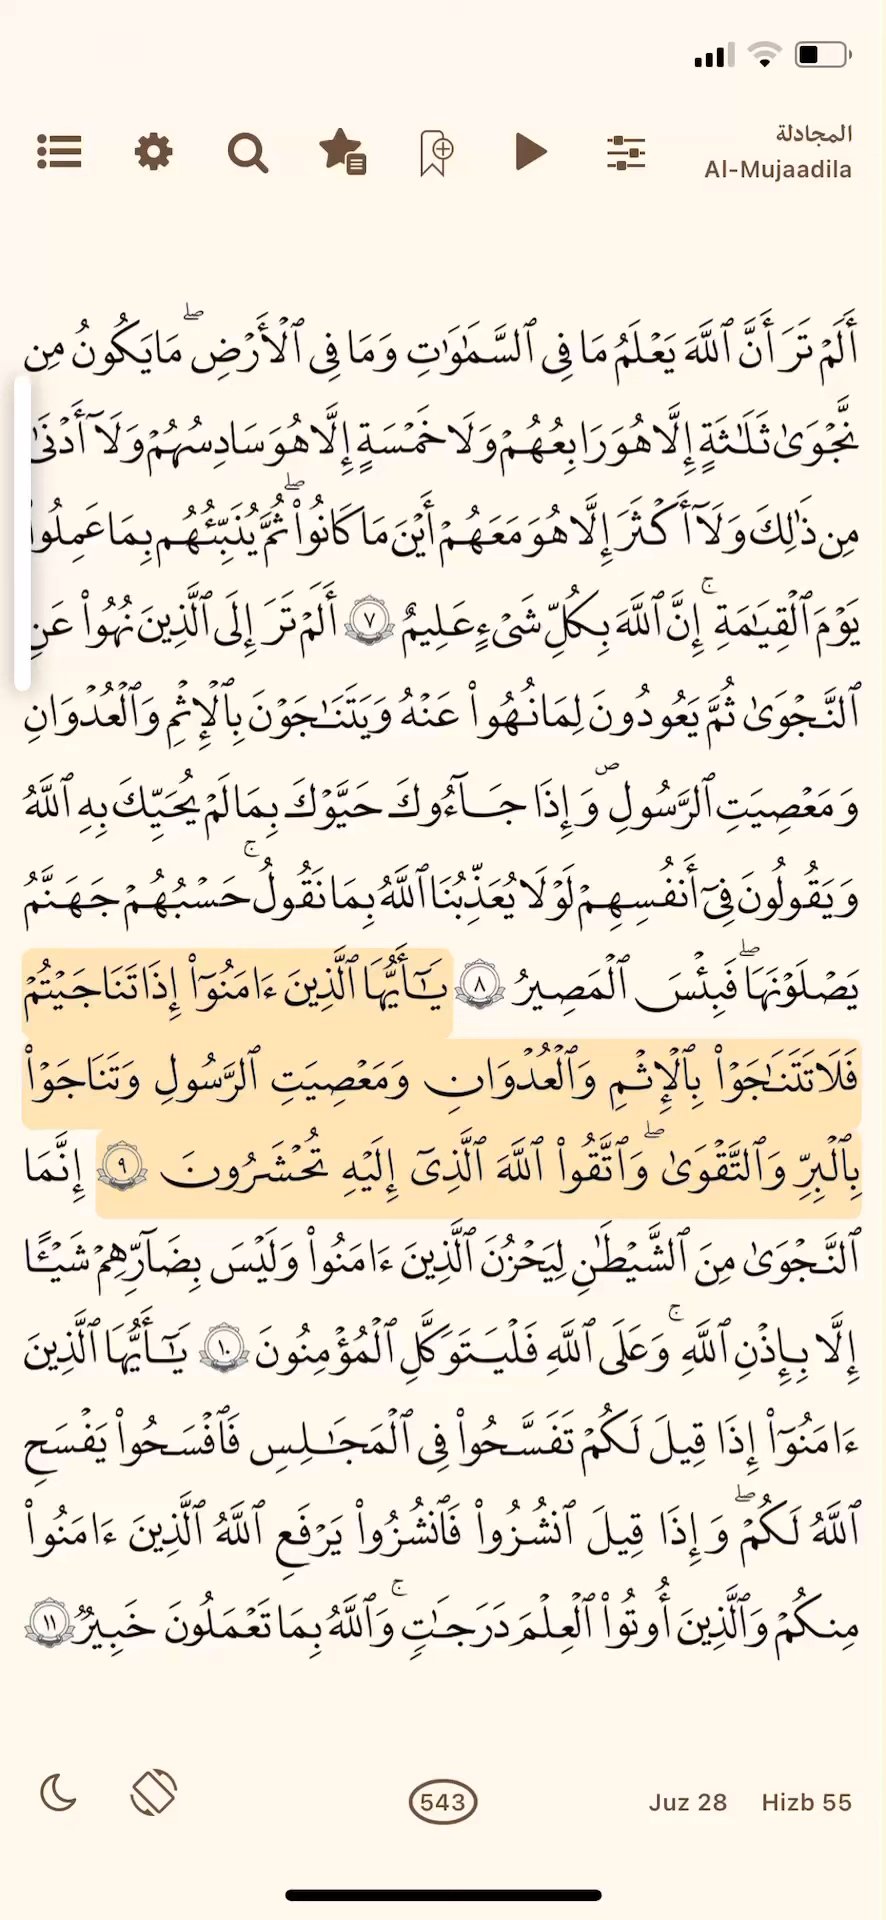 المجادلة
Al-Mujaadila
أَلَمْ تَرَ أَنَّ ٱللَّهَ يَعْلَمُ مَا فِى ٱلسَّمَٰوَٰتِ وَمَا فِى ٱلْأَرْضِ ۖ مَا يَكُونُ مِن
نَّجْوَىٰ ثَلَٰثَةٍ إِلَّا هُوَ رَابِعُهُمْ وَلَا خَمْسَةٍ إِلَّا هُوَ سَادِسُهُمْ وَلَآ أَدْنَىٰ
مِن ذَٰلِكَ وَلَآ أَكْثَرَ إِلَّا هُوَ مَعَهُمْ أَيْنَ مَا كَانُوا۟ ۖ ثُمَّ يُنَبِّئُهُم بِمَا عَمِلُوا۟
يَوْمَ ٱلْقِيَٰمَةِ ۚ إِنَّ ٱللَّهَ بِكُلِّ شَىْءٍ عَلِيمٌ ٧ أَلَمْ تَرَ إِلَى ٱلَّذِينَ نُهُوا۟ عَنِ
ٱلنَّجْوَىٰ ثُمَّ يَعُودُونَ لِمَا نُهُوا۟ عَنْهُ وَيَتَنَٰجَوْنَ بِٱلْإِثْمِ وَٱلْعُدْوَٰنِ
وَمَعْصِيَتِ ٱلرَّسُولِ ۖ وَإِذَا جَآءُوكَ حَيَّوْكَ بِمَا لَمْ يُحَيِّكَ بِهِ ٱللَّهُ
وَيَقُولُونَ فِىٓ أَنفُسِهِمْ لَوْلَا يُعَذِّبُنَا ٱللَّهُ بِمَا نَقُولُ ۚ حَسْبُهُمْ جَهَنَّمُ
يَصْلَوْنَهَا ۖ فَبِئْسَ ٱلْمَصِيرُ ٨ يَٰٓأَيُّهَا ٱلَّذِينَ ءَامَنُوٓا۟ إِذَا تَنَٰجَيْتُمْ
فَلَا تَتَنَٰجَوْا۟ بِٱلْإِثْمِ وَٱلْعُدْوَٰنِ وَمَعْصِيَتِ ٱلرَّسُولِ وَتَنَٰجَوْا۟
بِٱلْبِرِّ وَٱلتَّقْوَىٰ ۖ وَٱتَّقُوا۟ ٱللَّهَ ٱلَّذِىٓ إِلَيْهِ تُحْشَرُونَ ٩ إِنَّمَا
ٱلنَّجْوَىٰ مِنَ ٱلشَّيْطَٰنِ لِيَحْزُنَ ٱلَّذِينَ ءَامَنُوا۟ وَلَيْسَ بِضَآرِّهِمْ شَيْـًٔا
إِلَّا بِإِذْنِ ٱللَّهِ ۚ وَعَلَى ٱللَّهِ فَلْيَتَوَكَّلِ ٱلْمُؤْمِنُونَ ١٠ يَٰٓأَيُّهَا ٱلَّذِينَ
ءَامَنُوٓا۟ إِذَا قِيلَ لَكُمْ تَفَسَّحُوا۟ فِى ٱلْمَجَٰلِسِ فَٱفْسَحُوا۟ يَفْسَحِ
ٱللَّهُ لَكُمْ ۖ وَإِذَا قِيلَ ٱنشُزُوا۟ فَٱنشُزُوا۟ يَرْفَعِ ٱللَّهُ ٱلَّذِينَ ءَامَنُوا۟
مِنكُمْ وَٱلَّذِينَ أُوتُوا۟ ٱلْعِلْمَ دَرَجَٰتٍ ۚ وَٱللَّهُ بِمَا تَعْمَلُونَ خَبِيرٌ ١١
543 Juz 28 Hizb 55